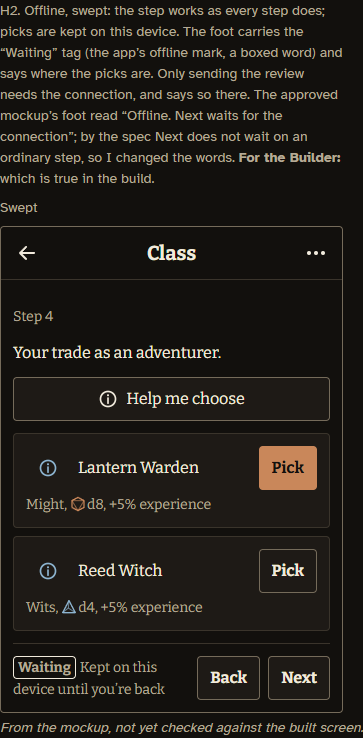 H2. Offline, swept: the step works as every step does;
picks are kept on this device. The foot carries the
“Waiting” tag (the app’s offline mark, a boxed word) and
says where the picks are. Only sending the review
needs the connection, and says so there. The approved
mockup’s foot read “Offline. Next waits for the
connection”; by the spec Next does not wait on an
ordinary step, so I changed the words. For the Builder:
which is true in the build.
Swept
Class
Step 4
Your trade as an adventurer.
Help me choose
Lantern Warden
Pick
Might, d8, +5% experience
Reed Witch
Pick
Wits, d4, +5% experience
Waiting Kept on this
device until you’re back
Back
Next
From the mockup, not yet checked against the built screen.